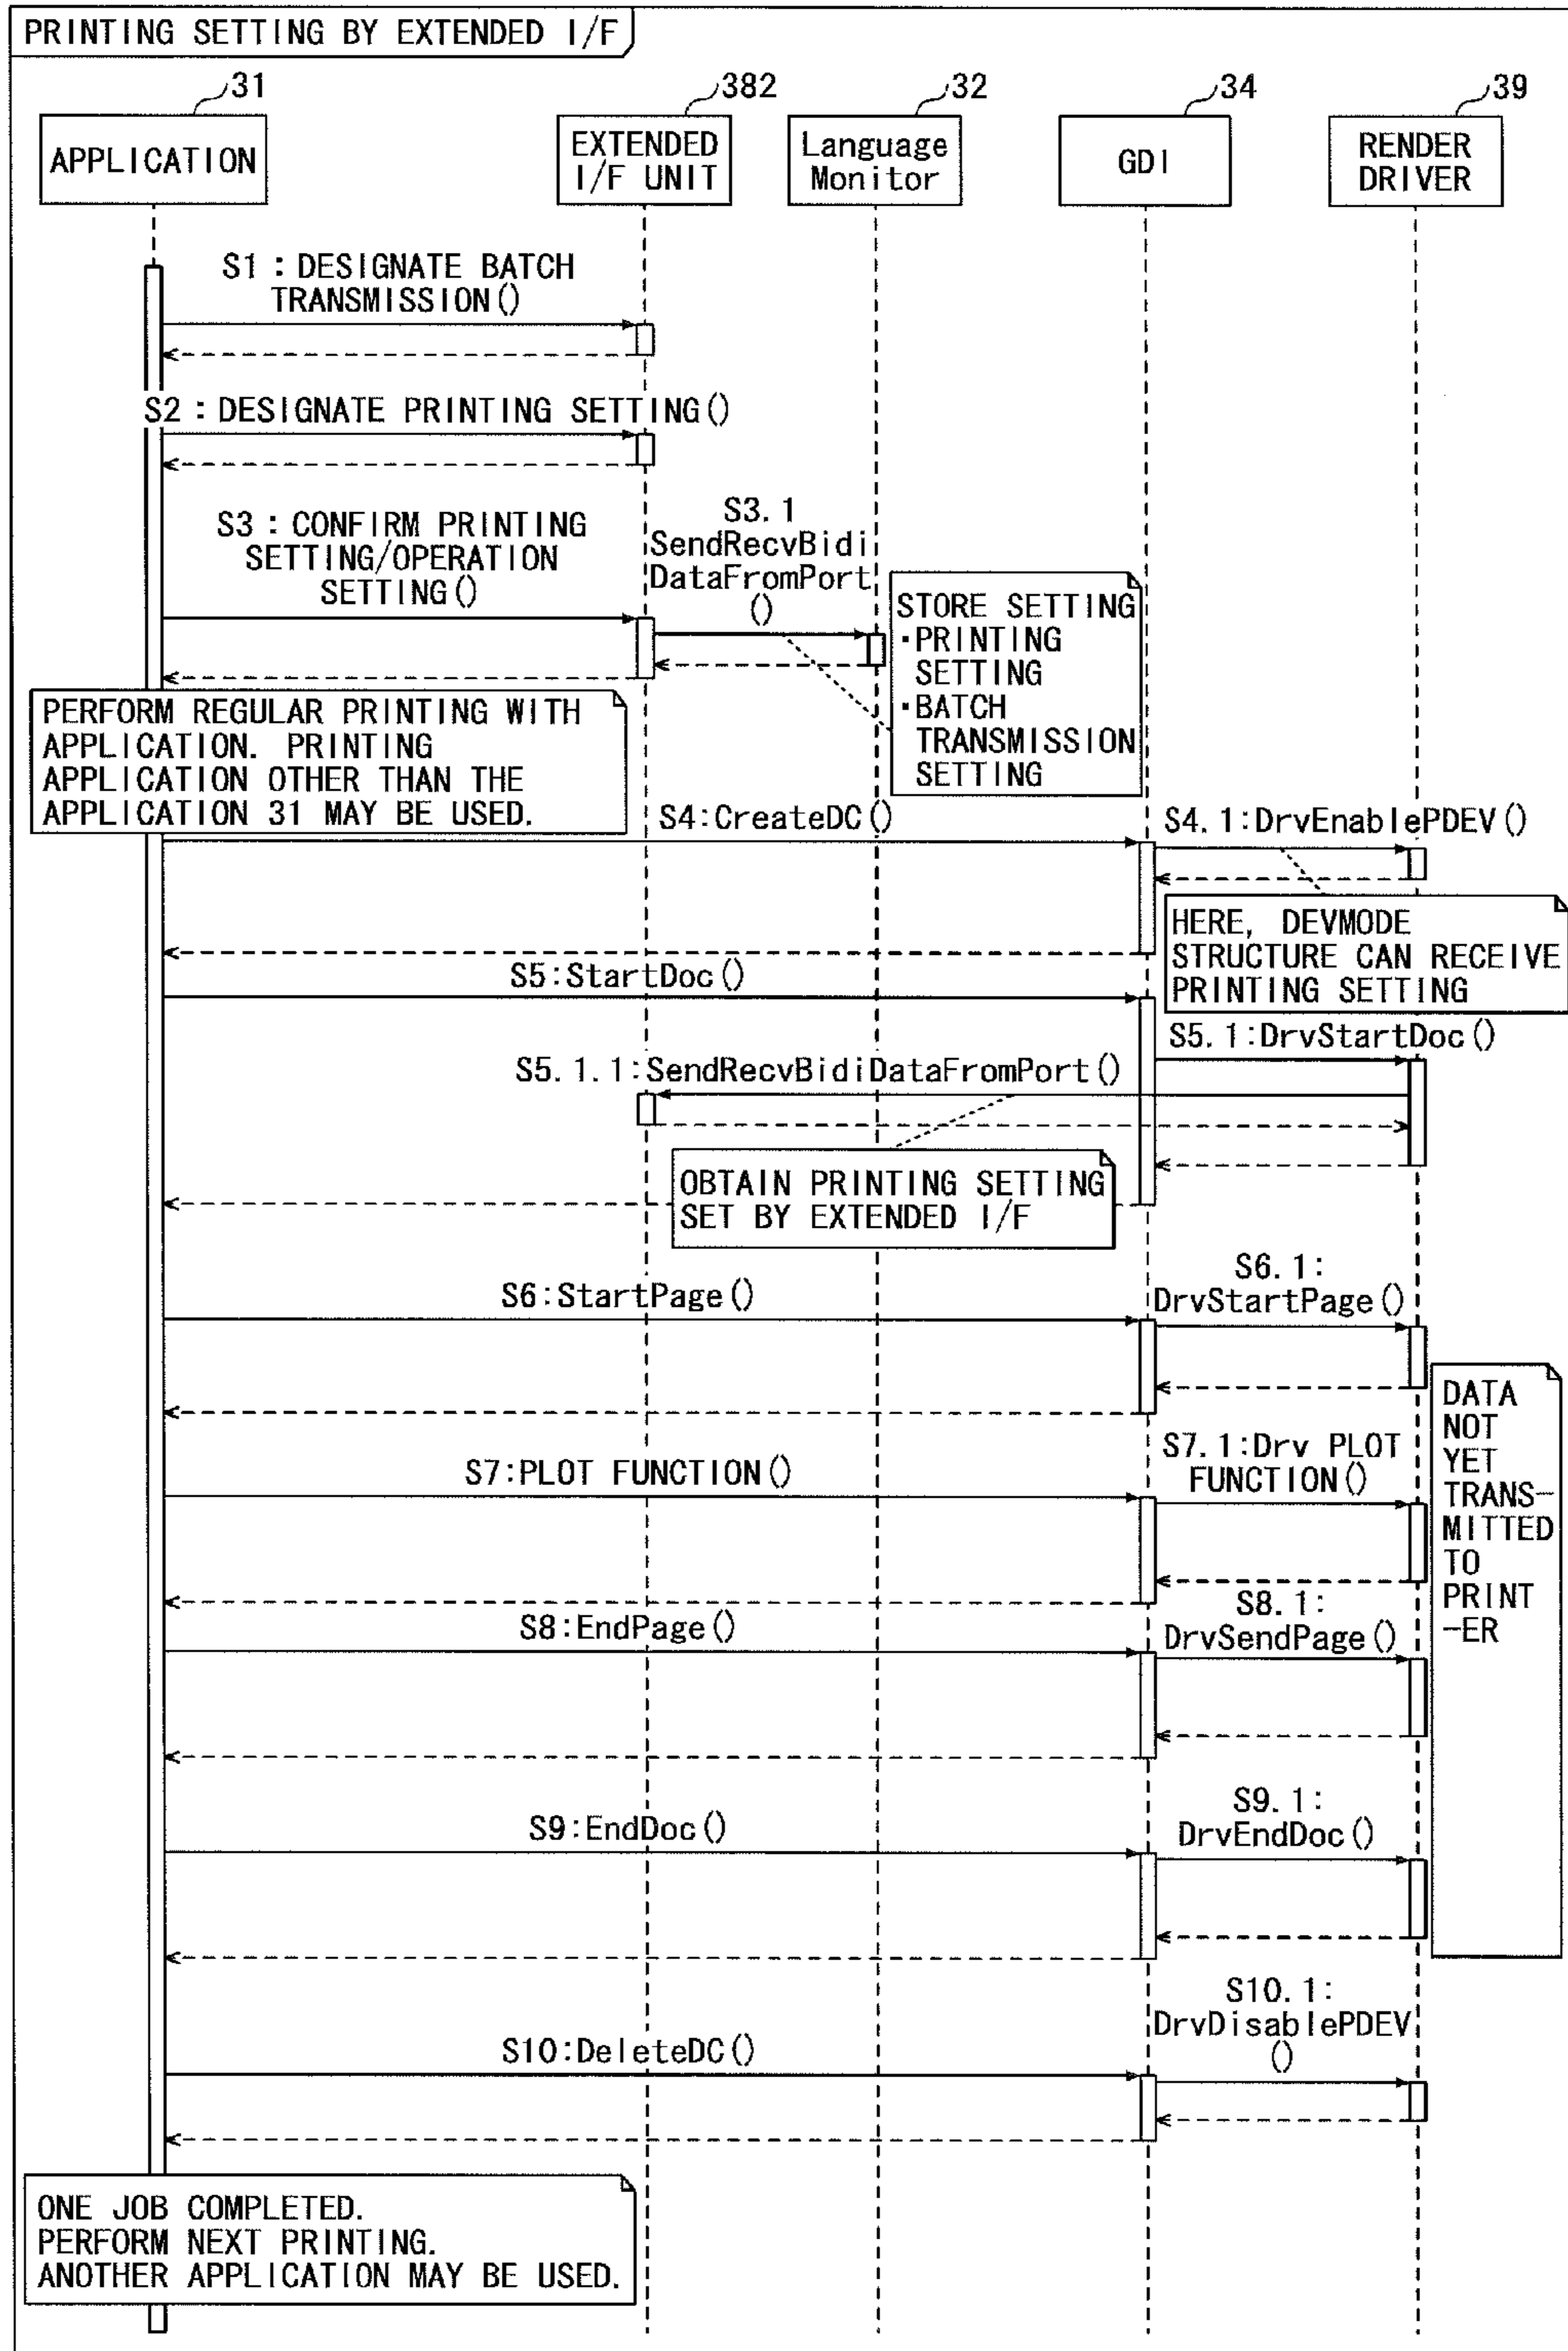 PRINTING SETTING BY EXTENDED I/F
31
382
32
34
39
APPLICATION
EXTENDED
I/F UNIT
Language
Monitor
GDI
RENDER
DRIVER
S1 : DESIGNATE BATCH
TRANSMISSION()
S2 : DESIGNATE PRINTING SETTING()
S3 : CONFIRM PRINTING
SETTING/OPERATION
SETTING()
S3. 1
SendRecvBidi
DataFromPort
()
STORE SETTING
・PRINTING
SETTING
・BATCH
TRANSMISSION
SETTING
PERFORM REGULAR PRINTING WITH
APPLICATION. PRINTING
APPLICATION OTHER THAN THE
APPLICATION 31 MAY BE USED.
S4:CreateDC()
S4. 1:DrvEnablePDEV()
HERE, DEVMODE
STRUCTURE CAN RECEIVE
PRINTING SETTING
S5:StartDoc()
S5. 1:DrvStartDoc()
S5. 1. 1:SendRecvBidiDataFromPort()
OBTAIN PRINTING SETTING
SET BY EXTENDED I/F
S6:StartPage()
S6. 1:
DrvStartPage()
DATA
NOT
YET
TRANS-
MITTED
TO
PRINT
-ER
S7:PLOT FUNCTION()
S7. 1:Drv PLOT
FUNCTION()
S8:EndPage()
S8. 1:
DrvSendPage()
S9:EndDoc()
S9. 1:
DrvEndDoc()
S10:DeleteDC()
S10. 1:
DrvDisablePDEV
()
ONE JOB COMPLETED.
PERFORM NEXT PRINTING.
ANOTHER APPLICATION MAY BE USED.